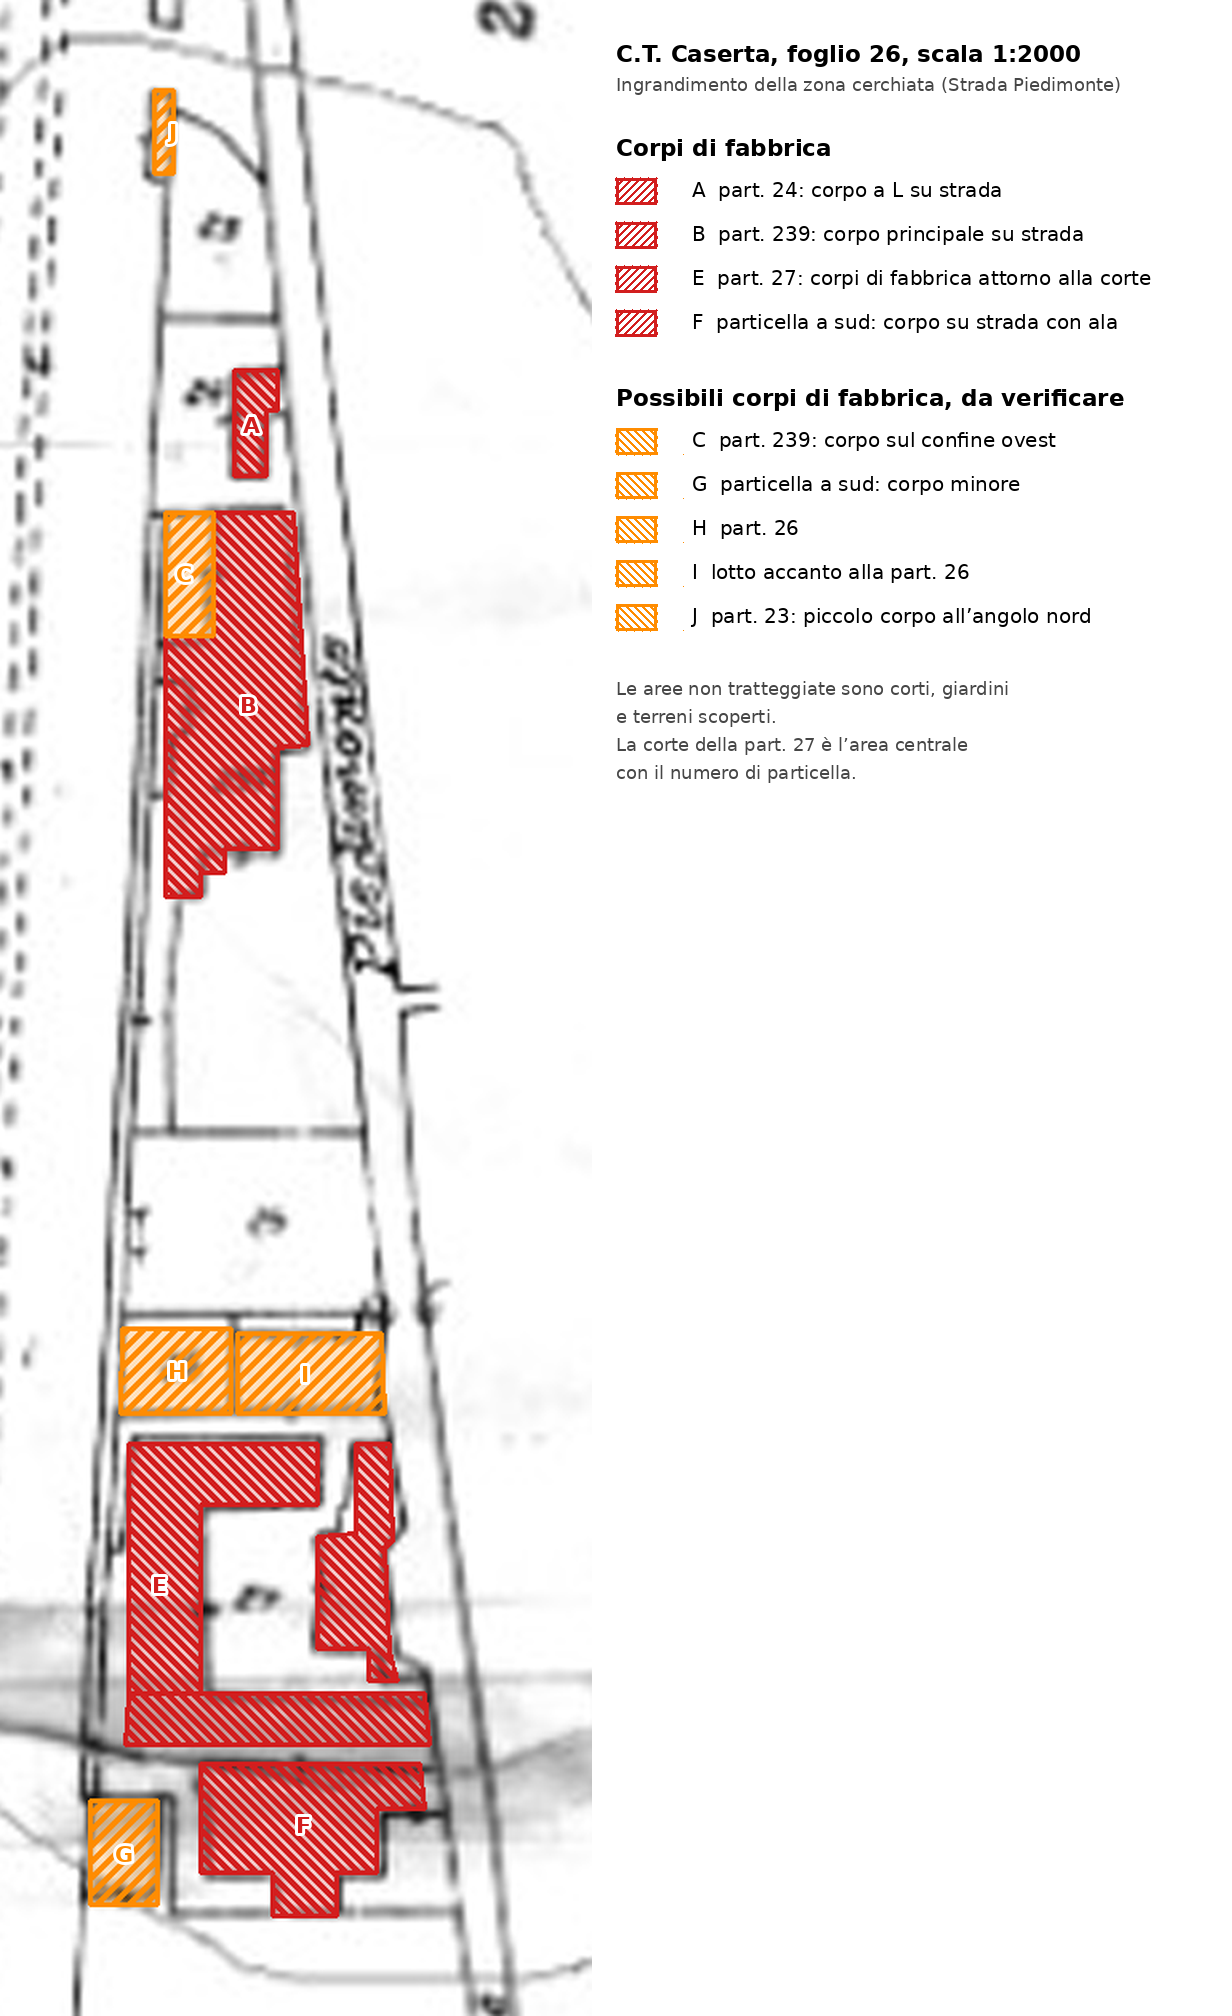 C.T. Caserta, foglio 26, scala 1:2000
Ingrandimento della zona cerchiata (Strada Piedimonte)
Corpi di fabbrica
A part. 24: corpo a L su strada
B part. 239: corpo principale su strada
E part. 27: corpi di fabbrica attorno alla corte
F particella a sud: corpo su strada con ala
Possibili corpi di fabbrica, da verificare
C part. 239: corpo sul confine ovest
G particella a sud: corpo minore
H part. 26
I lotto accanto alla part. 26
J part. 23: piccolo corpo all’angolo nord
Le aree non tratteggiate sono corti, giardini
e terreni scoperti.
La corte della part. 27 è l’area centrale
con il numero di particella.
2
J
23
A
C
B
25
H
I
E
27
F
G